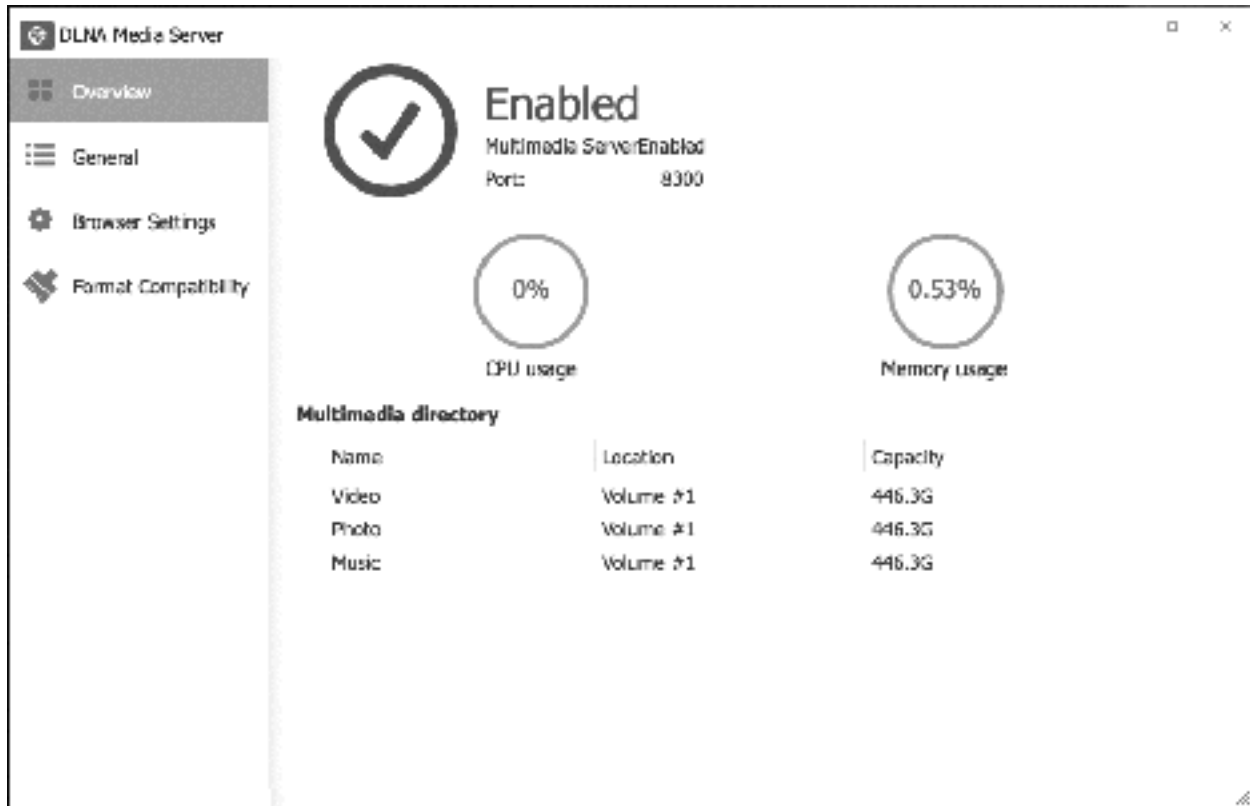 DLNA Media Server
Overview
General
Browser Settings
Format Compatibility
Enabled
Multimedia ServerEnabled
Port: 8300
0% 0.53%
CPU usage Memory usage
Multimedia directory
Name Location Capacity
Video Volume #1 446.3G
Photo Volume #1 446.3G
Music Volume #1 446.3G